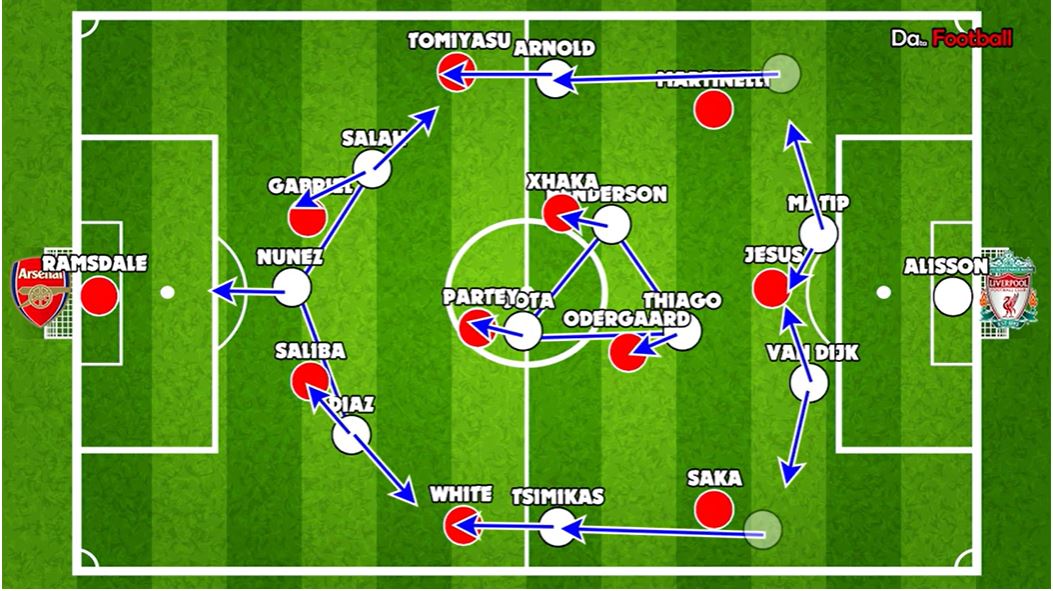 Data Football
TOMIYASU
ARNOLD
MARTINELLI
SALAH
GABRIEL
XHAKA
HENDERSON
MATIP
NUNEZ
JESUS
RAMSDALE
ALISSON
Arsenal
LIVERPOOL
PARTEY
JOTA
THIAGO
ODERGAARD
SALIBA
VAN DIJK
DIAZ
WHITE
TSIMIKAS
SAKA